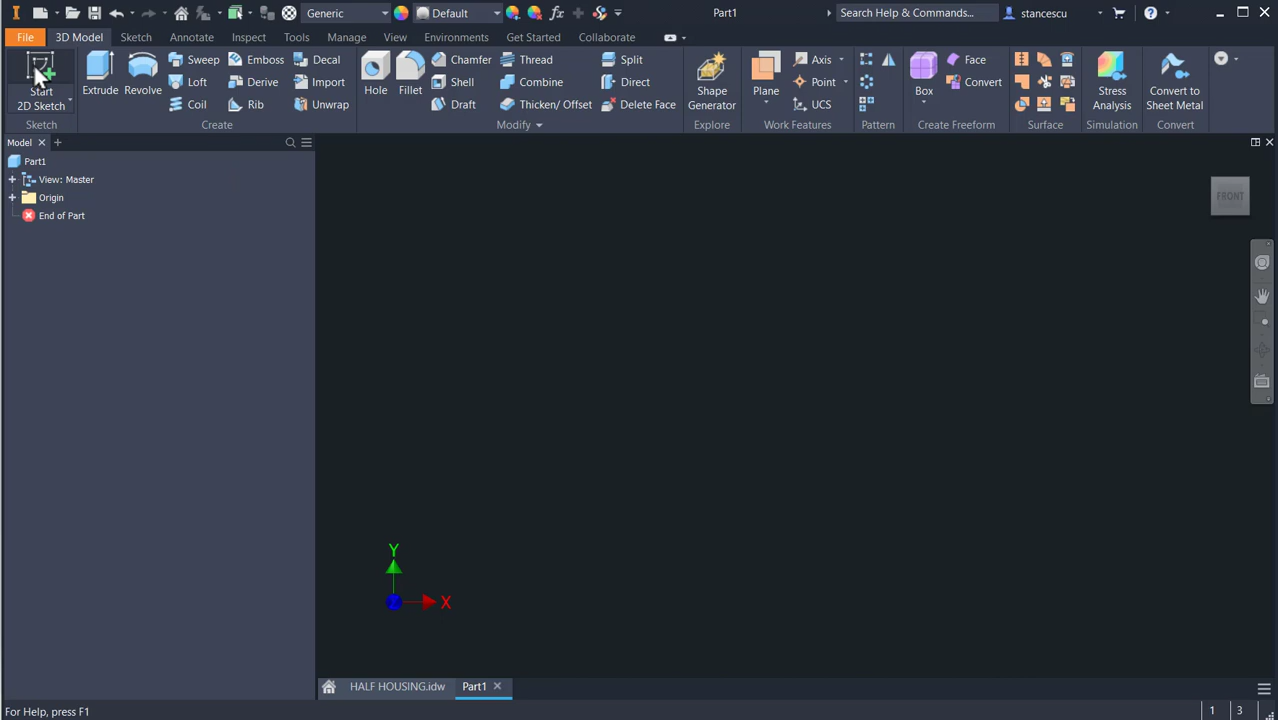 Generic Default Part1 Search Help & Commands... stancescu
File 3D Model Sketch Annotate Inspect Tools Manage View Environments Get Started Collaborate
Start 2D Sketch
Sketch
Extrude Revolve
Sweep Emboss Decal
Loft Derive Import
Coil Rib Unwrap
Create
Hole Fillet
Chamfer Thread Split
Shell Combine Direct
Draft Thicken/ Offset Delete Face
Modify
Shape Generator
Explore
Plane
Axis
Point
UCS
Work Features
Pattern
Box
Face
Convert
Create Freeform
Surface
Stress Analysis
Simulation
Convert to Sheet Metal
Convert
Model
Part1
View: Master
Origin
End of Part
FRONT
Y
Z
X
HALF HOUSING.idw Part1
For Help, press F1 1 3